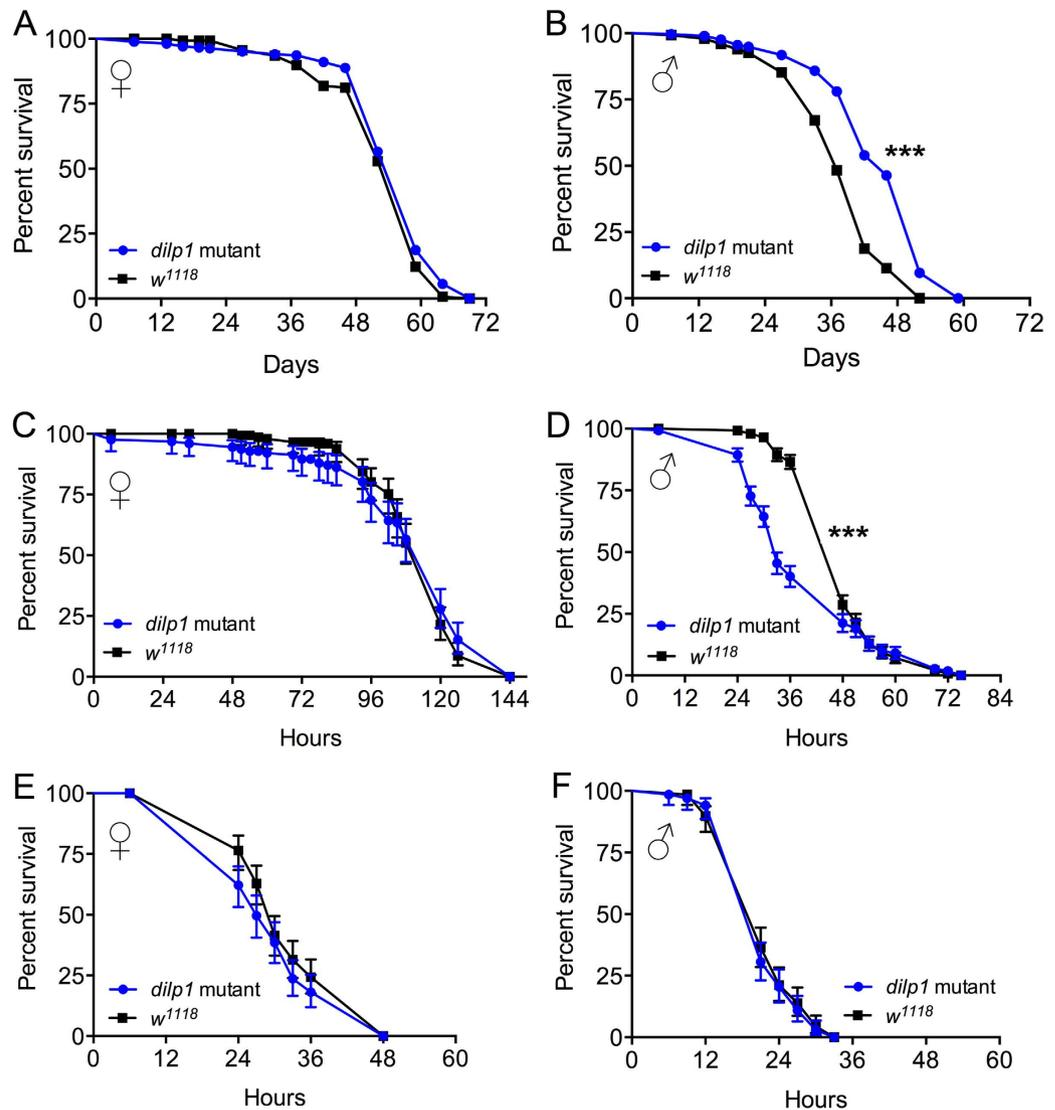 A
♀
100
75
50
25
0
Percent survival
dilp1 mutant
w1118
0 12 24 36 48 60 72
Days
B
♂
100
75
50
25
0
Percent survival
***
dilp1 mutant
w1118
0 12 24 36 48 60 72
Days
C
♀
100
75
50
25
0
Percent survival
dilp1 mutant
w1118
0 24 48 72 96 120 144
Hours
D
♂
100
75
50
25
0
Percent survival
***
dilp1 mutant
w1118
0 12 24 36 48 60 72 84
Hours
E
♀
100
75
50
25
0
Percent survival
dilp1 mutant
w1118
0 12 24 36 48 60
Hours
F
♂
100
75
50
25
0
Percent survival
dilp1 mutant
w1118
0 12 24 36 48 60
Hours